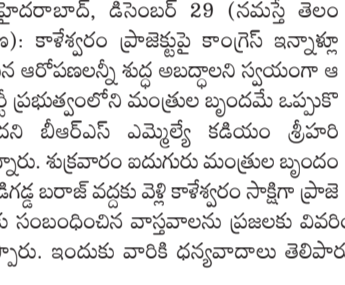 హైదరాబాద్, డిసెంబర్ 29 (నమస్తే తెలం
ణ): కాళేశ్వరం ప్రాజెక్టుపై కాంగ్రెస్ ఇన్నాళ్లూ
న ఆరోపణలన్నీ శుద్ధ అబద్ధాలని స్వయంగా ఆ
ర్టీ ప్రభుత్వంలోని మంత్రుల బృందమే ఒప్పుకొ
దని బీఆర్ఎస్ ఎమ్మెల్యే కడియం శ్రీహరి
న్నారు. శుక్రవారం ఐదుగురు మంత్రుల బృందం
డిగడ్డ బరాజ్ వద్దకు వెళ్లి కాళేశ్వరం సాక్షిగా ప్రాజె
కు సంబంధించిన వాస్తవాలను ప్రజలకు వివరిం
ప్పారు. ఇందుకు వారికి ధన్యవాదాలు తెలిపార